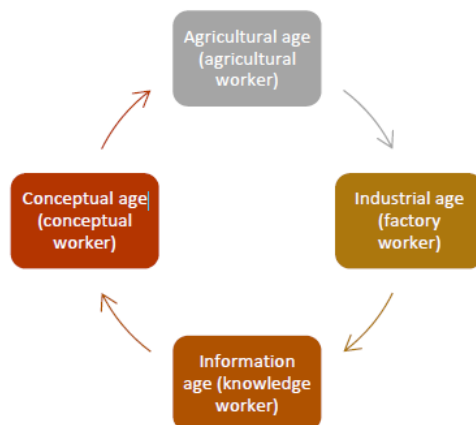 Agricultural age
(agricultural
worker)
Industrial age
(factory
worker)
Information
age (knowledge
worker)
Conceptual age
(conceptual
worker)